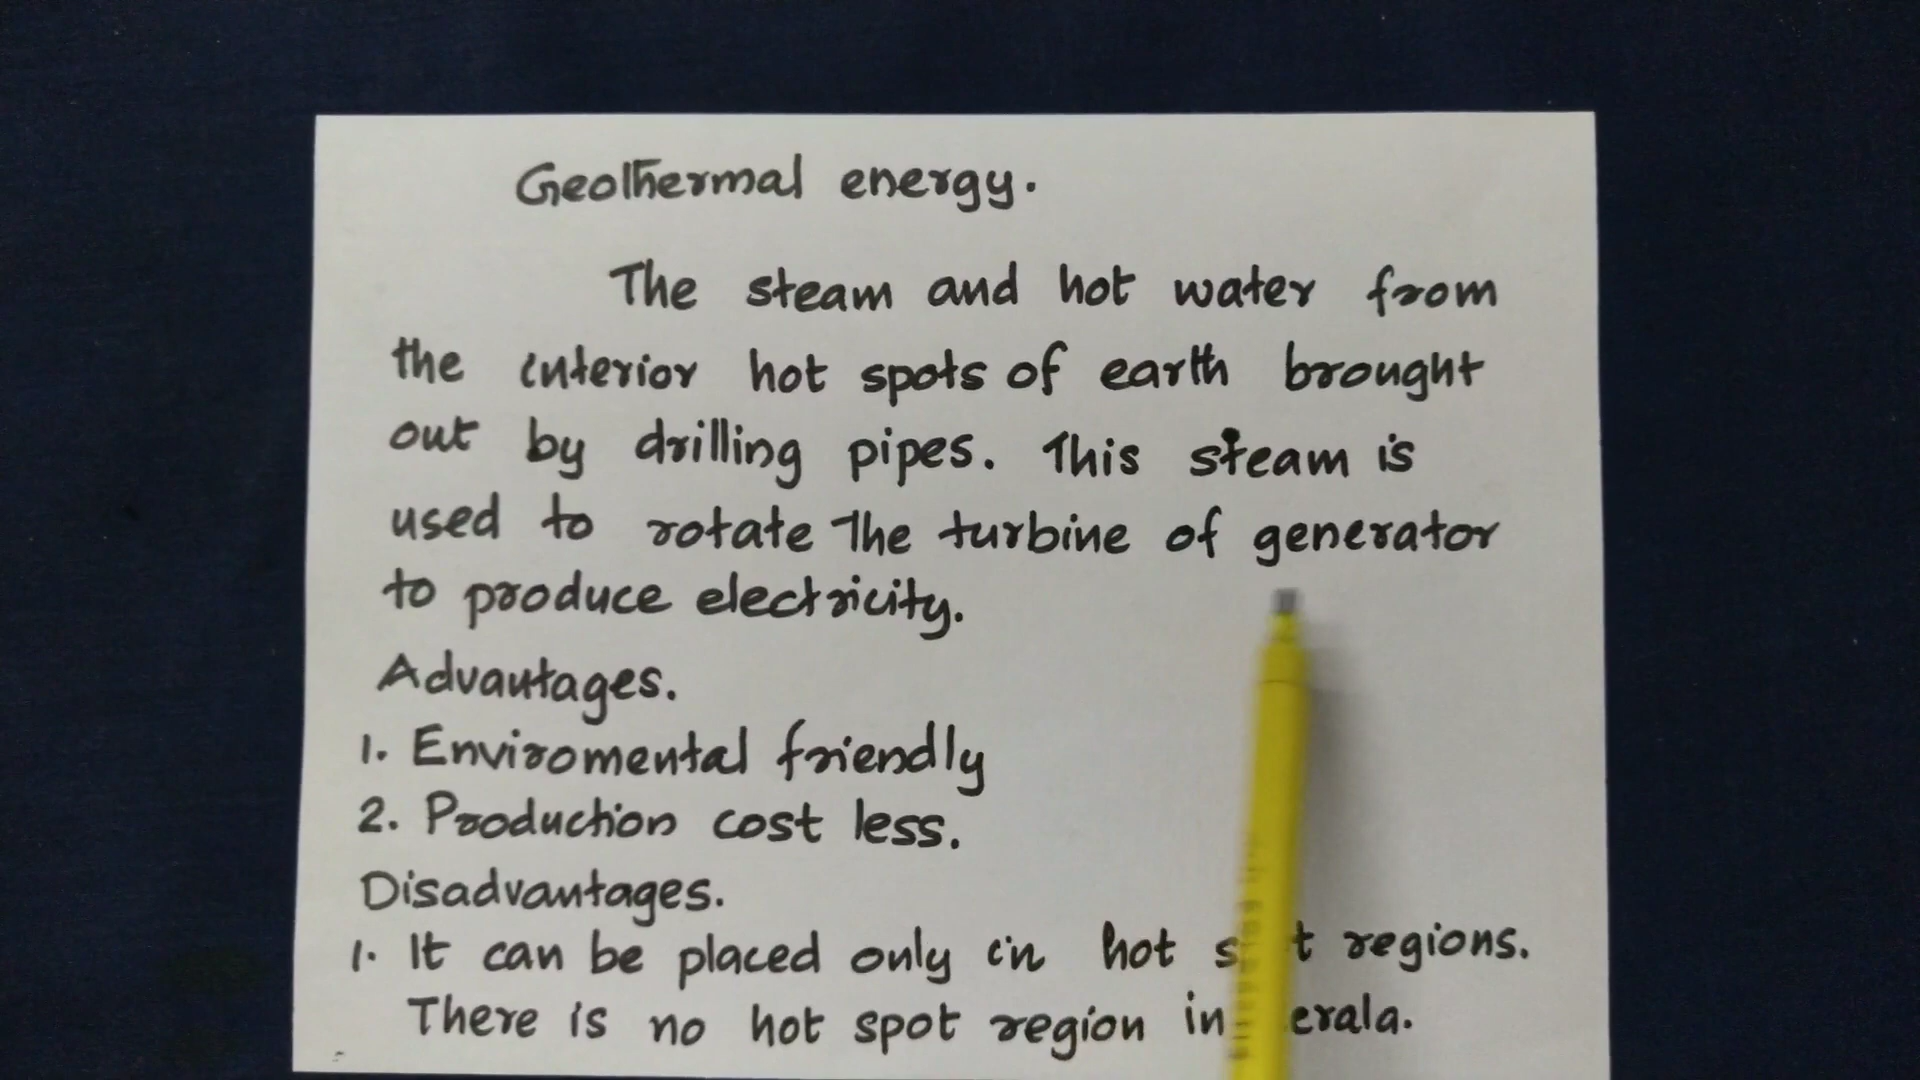 Geothermal energy.
The steam and hot water from
the interior hot spots of earth brought
out by drilling pipes. This steam is
used to rotate The turbine of generator
to produce electricity.
Advantages.
1. Enviromental friendly
2. Production cost less.
Disadvantages.
1. It can be placed only in hot regions.
There is no hot spot region in